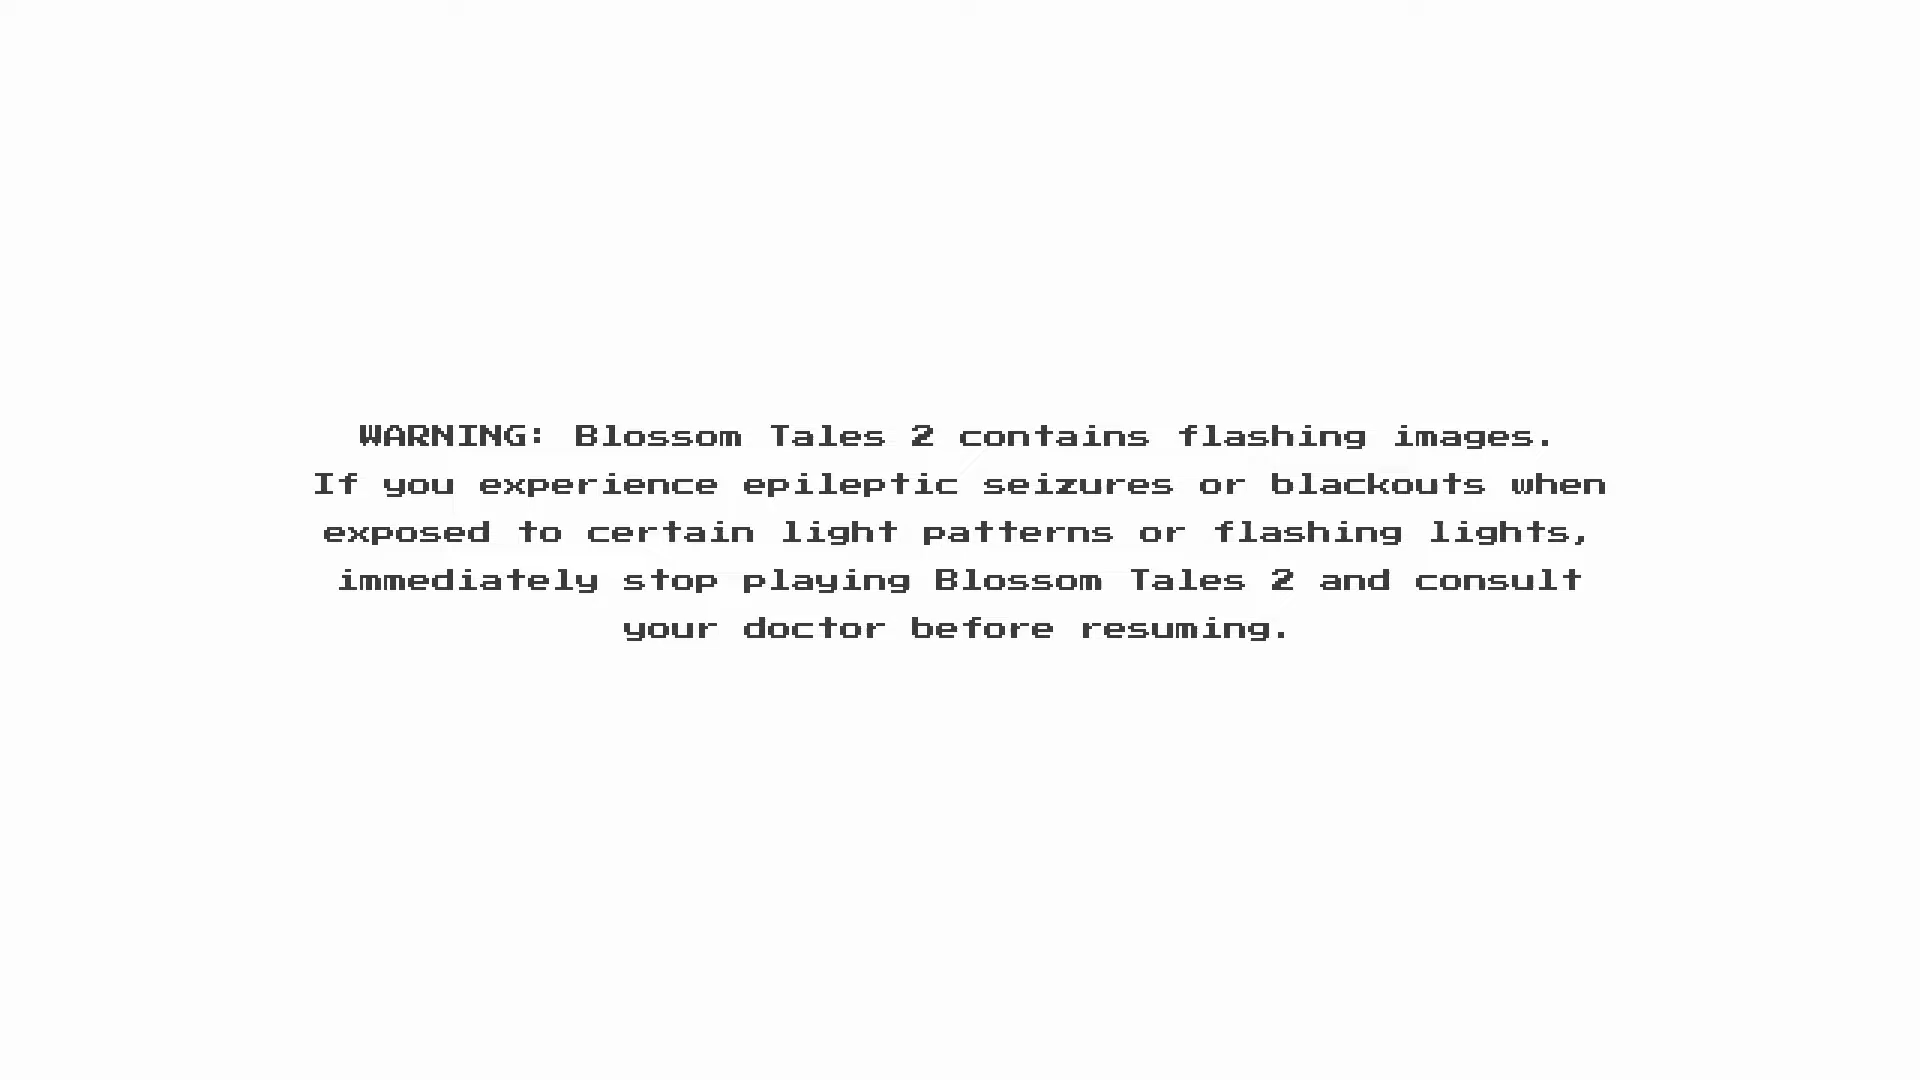 WARNING: Blossom Tales 2 contains flashing images.
If you experience epileptic seizures or blackouts when
exposed to certain light patterns or flashing lights,
immediately stop playing Blossom Tales 2 and consult
your doctor before resuming.